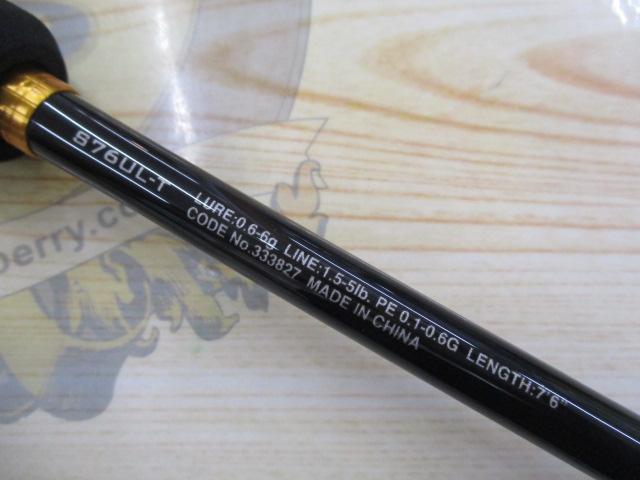 S76UL-T
LURE:0.6-6g LINE:1.5-5lb. PE 0.1-0.6G LENGTH:7'6"
CODE No.333827 MADE IN CHINA
berry.co